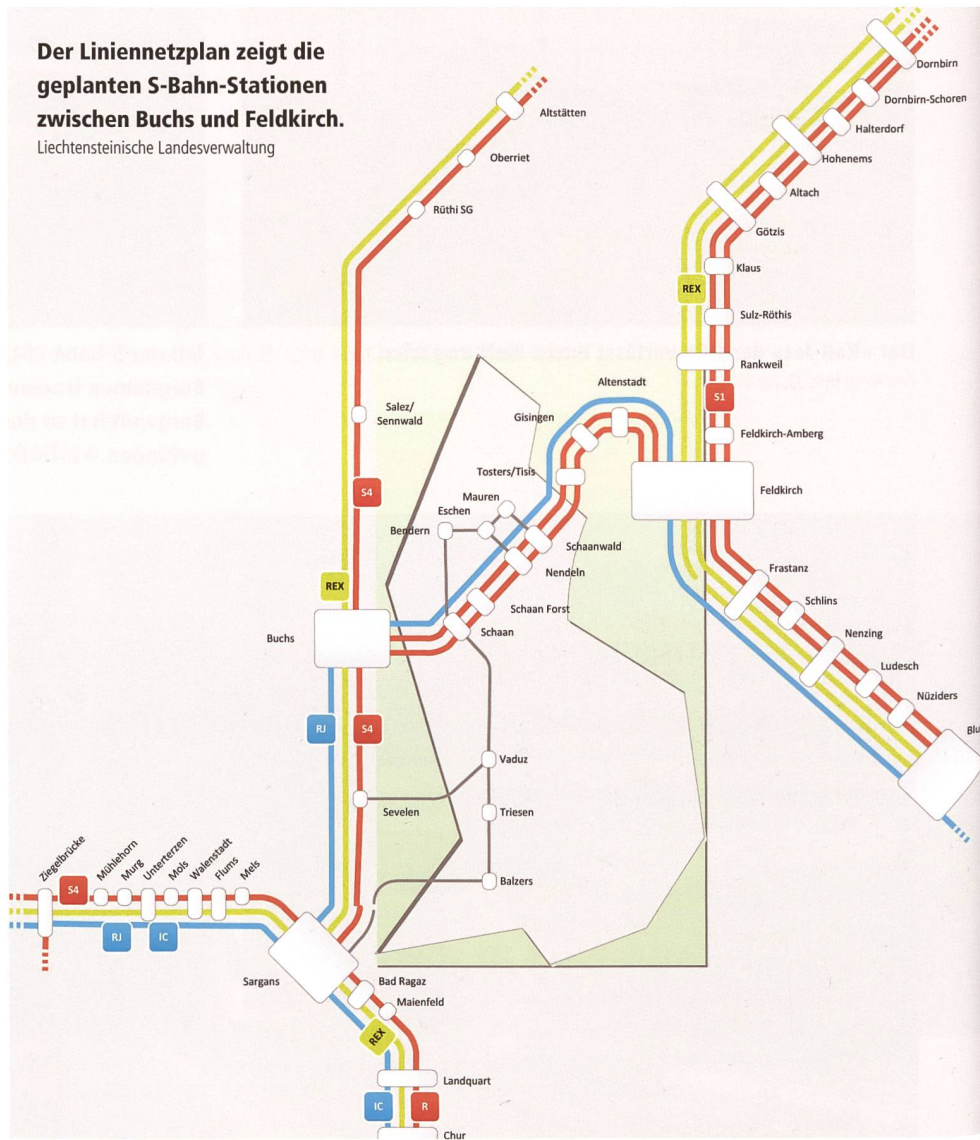 Der Liniennetzplan zeigt die
geplanten S-Bahn-Stationen
zwischen Buchs und Feldkirch.
Liechtensteinische Landesverwaltung
Dornbirn
Dornbirn-Schoren
Halterdorf
Hohenems
Altach
Götzis
Klaus
REX
Sulz-Röthis
Rankweil
S1
Feldkirch-Amberg
Feldkirch
Altstätten
Oberriet
Rüthi SG
Salez/
Sennwald
S4
REX
Buchs
Altenstadt
Gisingen
Tosters/Tisis
Mauren
Eschen
Bendern
Schaanwald
Nendeln
Schaan Forst
Schaan
Frastanz
Schlins
Nenzing
Ludesch
Nüziders
Blu
RJ
S4
Vaduz
Sevelen
Triesen
Balzers
Ziegelbrücke
S4
Mühlehorn
Murg
Unterterzen
Mols
Walenstadt
Flums
Mels
RJ
IC
Sargans
Bad Ragaz
Maienfeld
REX
Landquart
IC
R
Chur